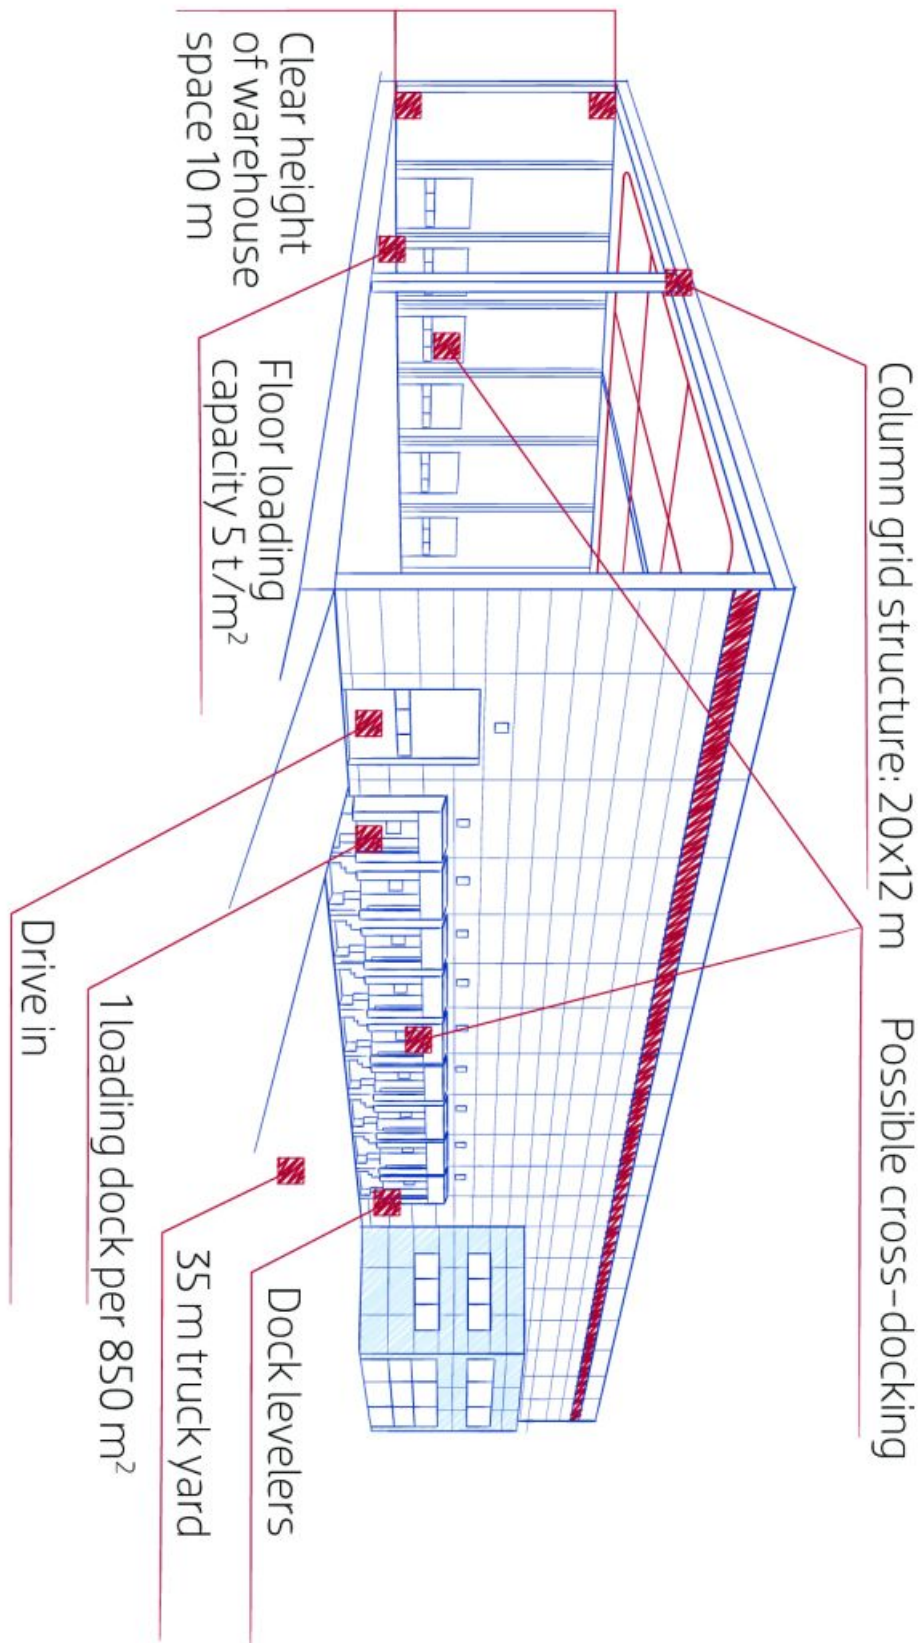 Column grid structure: 20x12 m
Possible cross-docking
Clear height
of warehouse
space 10 m
Floor loading
capacity 5 t/m²
Dock levelers
35 m truck yard
1 loading dock per 850 m²
Drive in